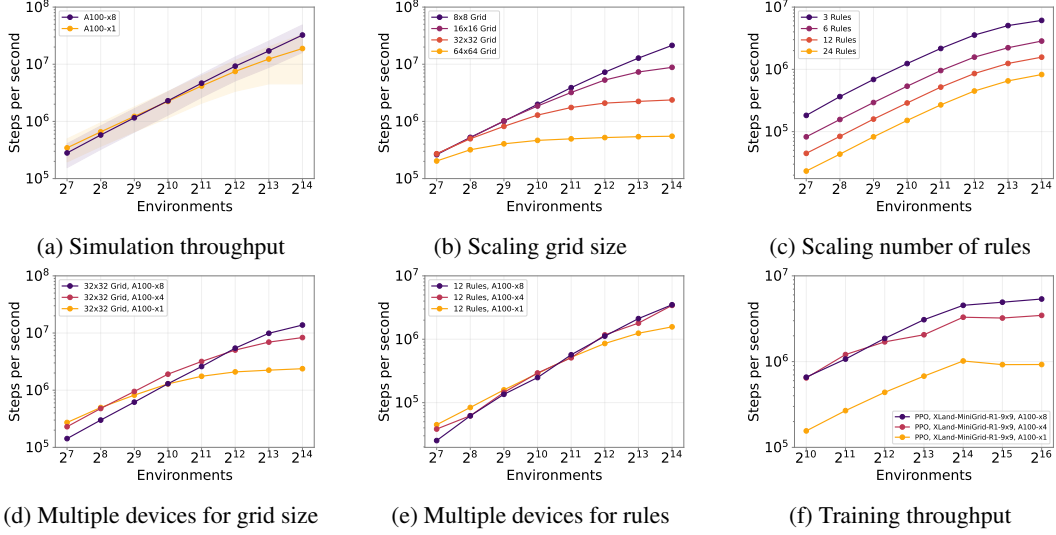 10^8
10^7
10^6
10^5
Steps per second
A100-x8
A100-x1
2^7 2^8 2^9 2^10 2^11 2^12 2^13 2^14
Environments
(a) Simulation throughput
10^8
10^7
10^6
10^5
Steps per second
8x8 Grid
16x16 Grid
32x32 Grid
64x64 Grid
2^7 2^8 2^9 2^10 2^11 2^12 2^13 2^14
Environments
(b) Scaling grid size
10^6
10^5
Steps per second
3 Rules
6 Rules
12 Rules
24 Rules
2^7 2^8 2^9 2^10 2^11 2^12 2^13 2^14
Environments
(c) Scaling number of rules
10^8
10^7
10^6
10^5
Steps per second
32x32 Grid, A100-x8
32x32 Grid, A100-x4
32x32 Grid, A100-x1
2^7 2^8 2^9 2^10 2^11 2^12 2^13 2^14
Environments
(d) Multiple devices for grid size
10^7
10^6
10^5
Steps per second
12 Rules, A100-x8
12 Rules, A100-x4
12 Rules, A100-x1
2^7 2^8 2^9 2^10 2^11 2^12 2^13 2^14
Environments
(e) Multiple devices for rules
10^7
10^6
10^5
Steps per second
PPO, XLand-MiniGrid-R1-9x9, A100-x8
PPO, XLand-MiniGrid-R1-9x9, A100-x4
PPO, XLand-MiniGrid-R1-9x9, A100-x1
2^10 2^11 2^12 2^13 2^14 2^15 2^16
Environments
(f) Training throughput